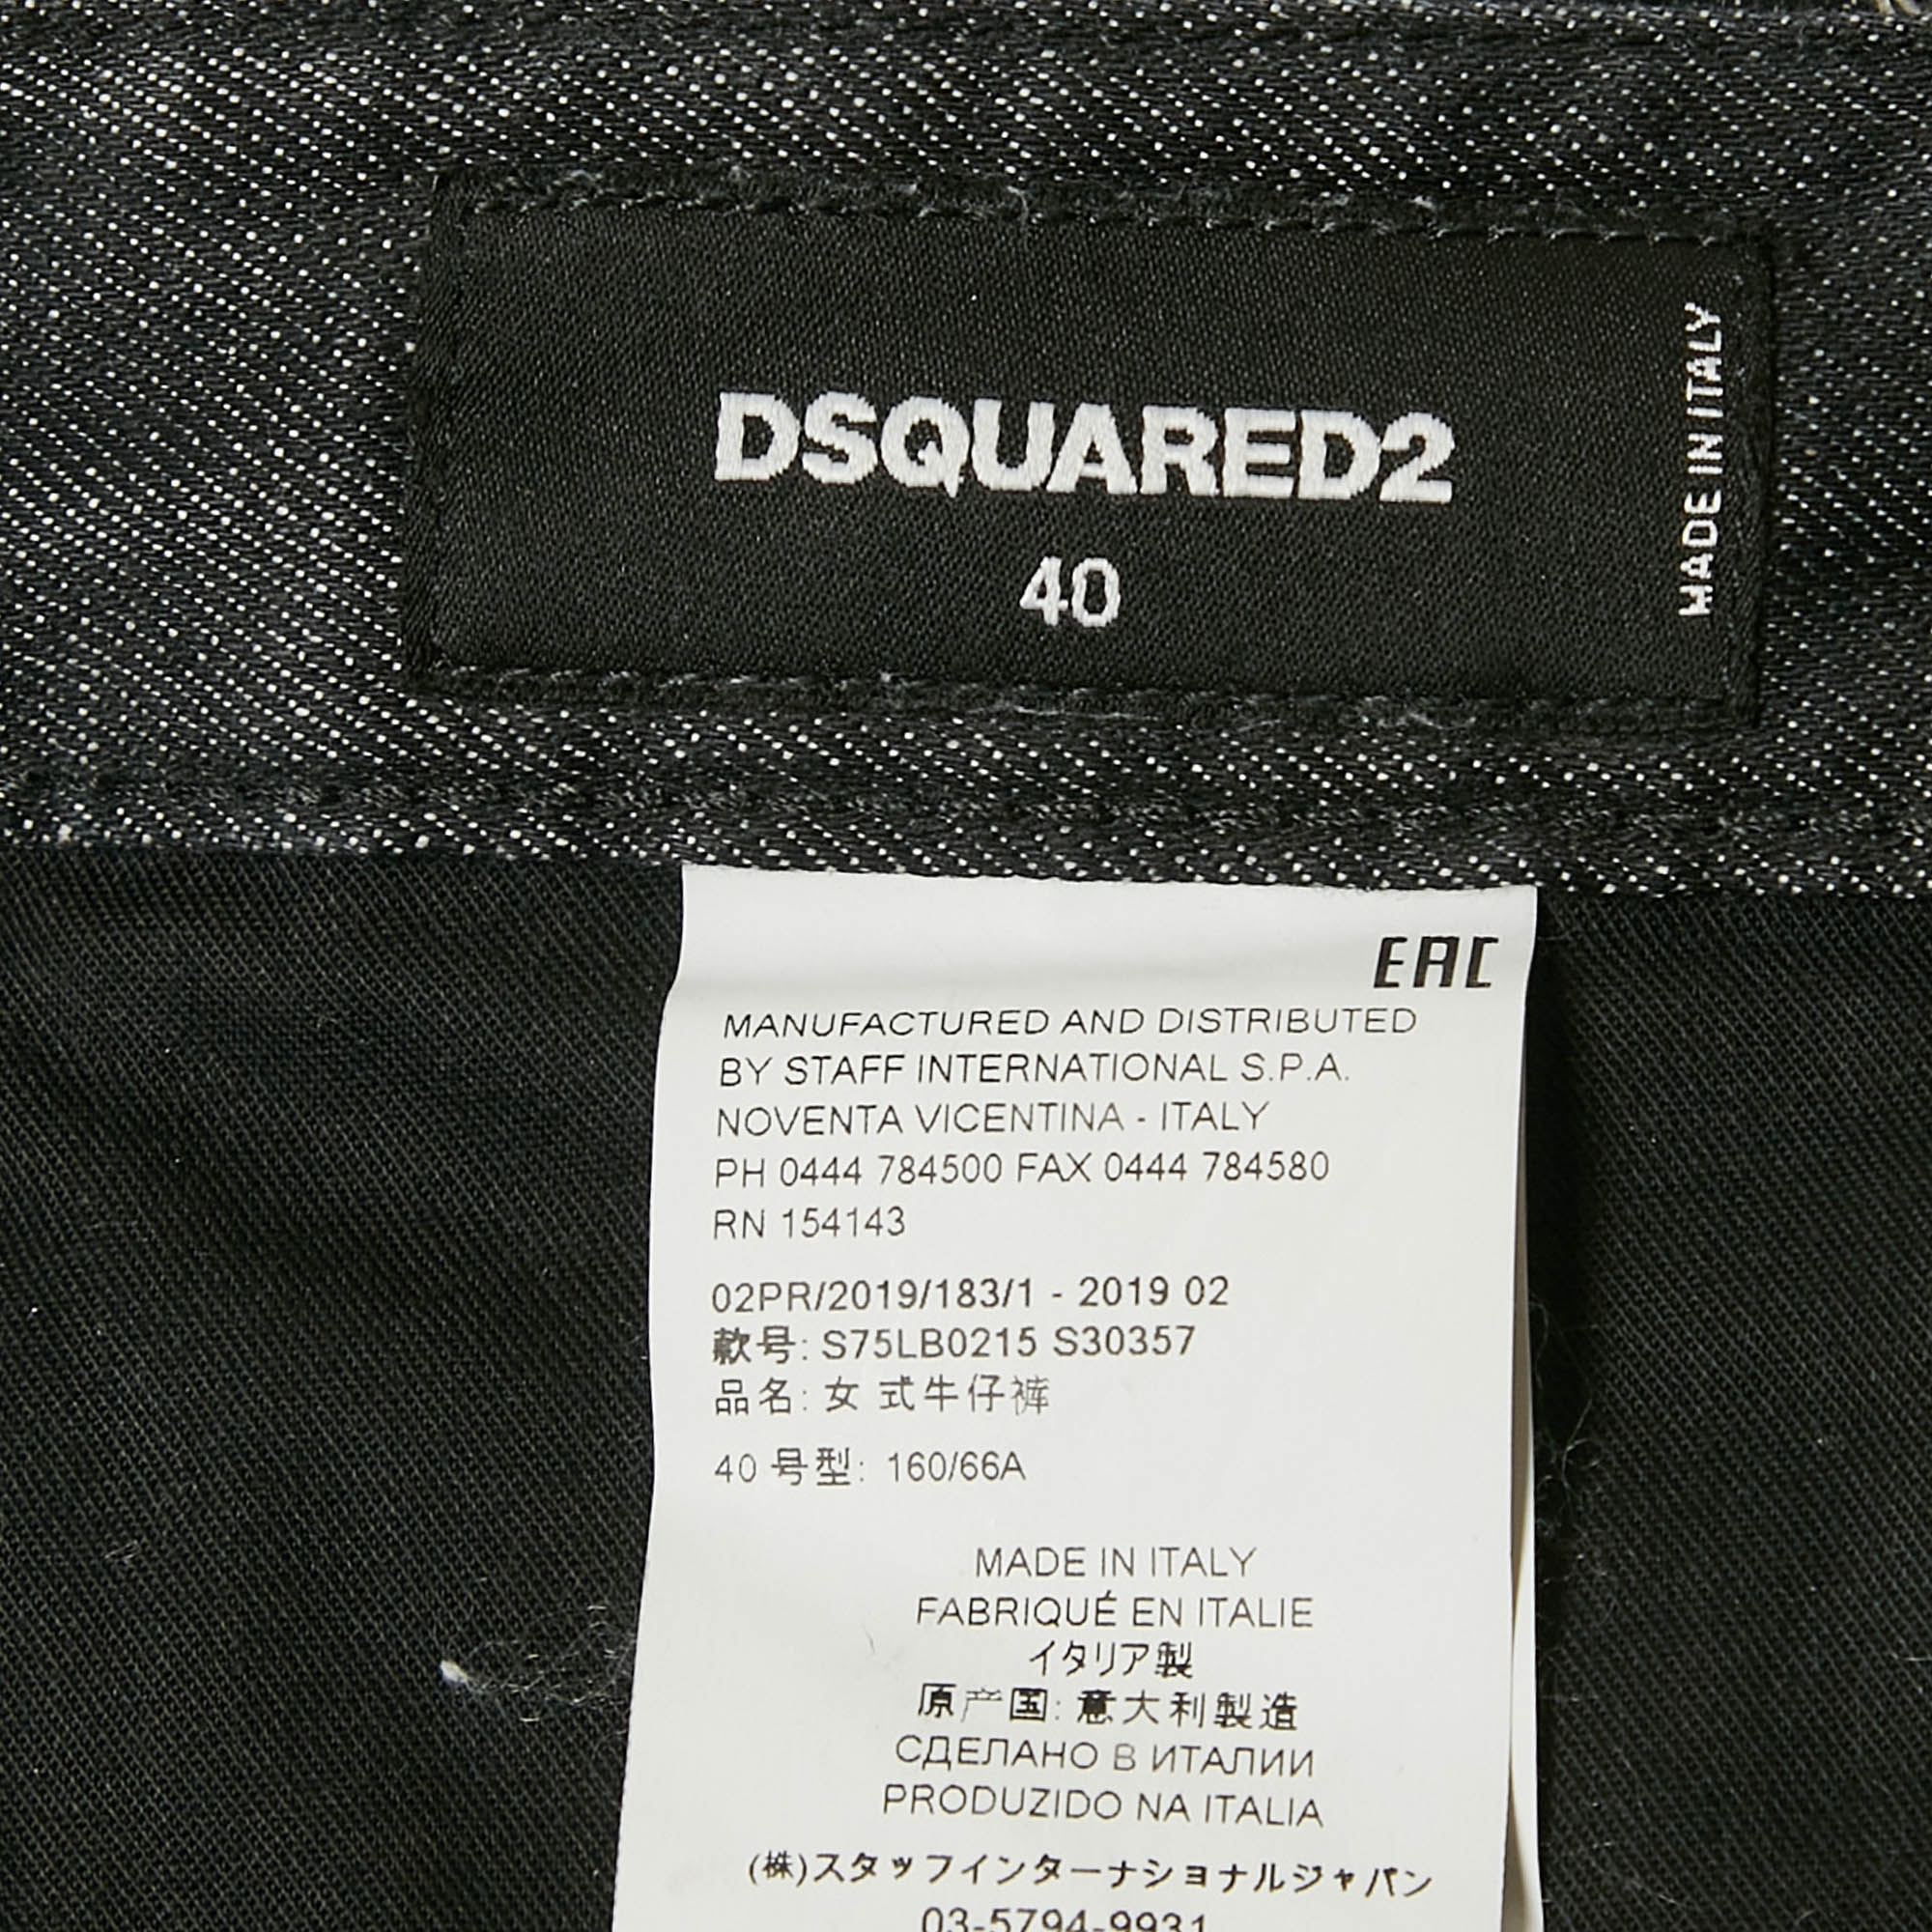 DSQUARED2
40
MADE IN ITALY
EAC
MANUFACTURED AND DISTRIBUTED
BY STAFF INTERNATIONAL S.P.A.
NOVENTA VICENTINA - ITALY
PH 0444 784500 FAX 0444 784580
RN 154143
02PR/2019/183/1 - 2019 02
款号: S75LB0215 S30357
品名: 女 式牛仔裤
40 号型: 160/66A
MADE IN ITALY
FABRIQUÉ EN ITALIE
イタリア製
原产国: 意大利製造
СДЕЛАНО В ИТАЛИИ
PRODUZIDO NA ITALIA
(株)スタッフインターナショナルジャパン
03-5794-9931